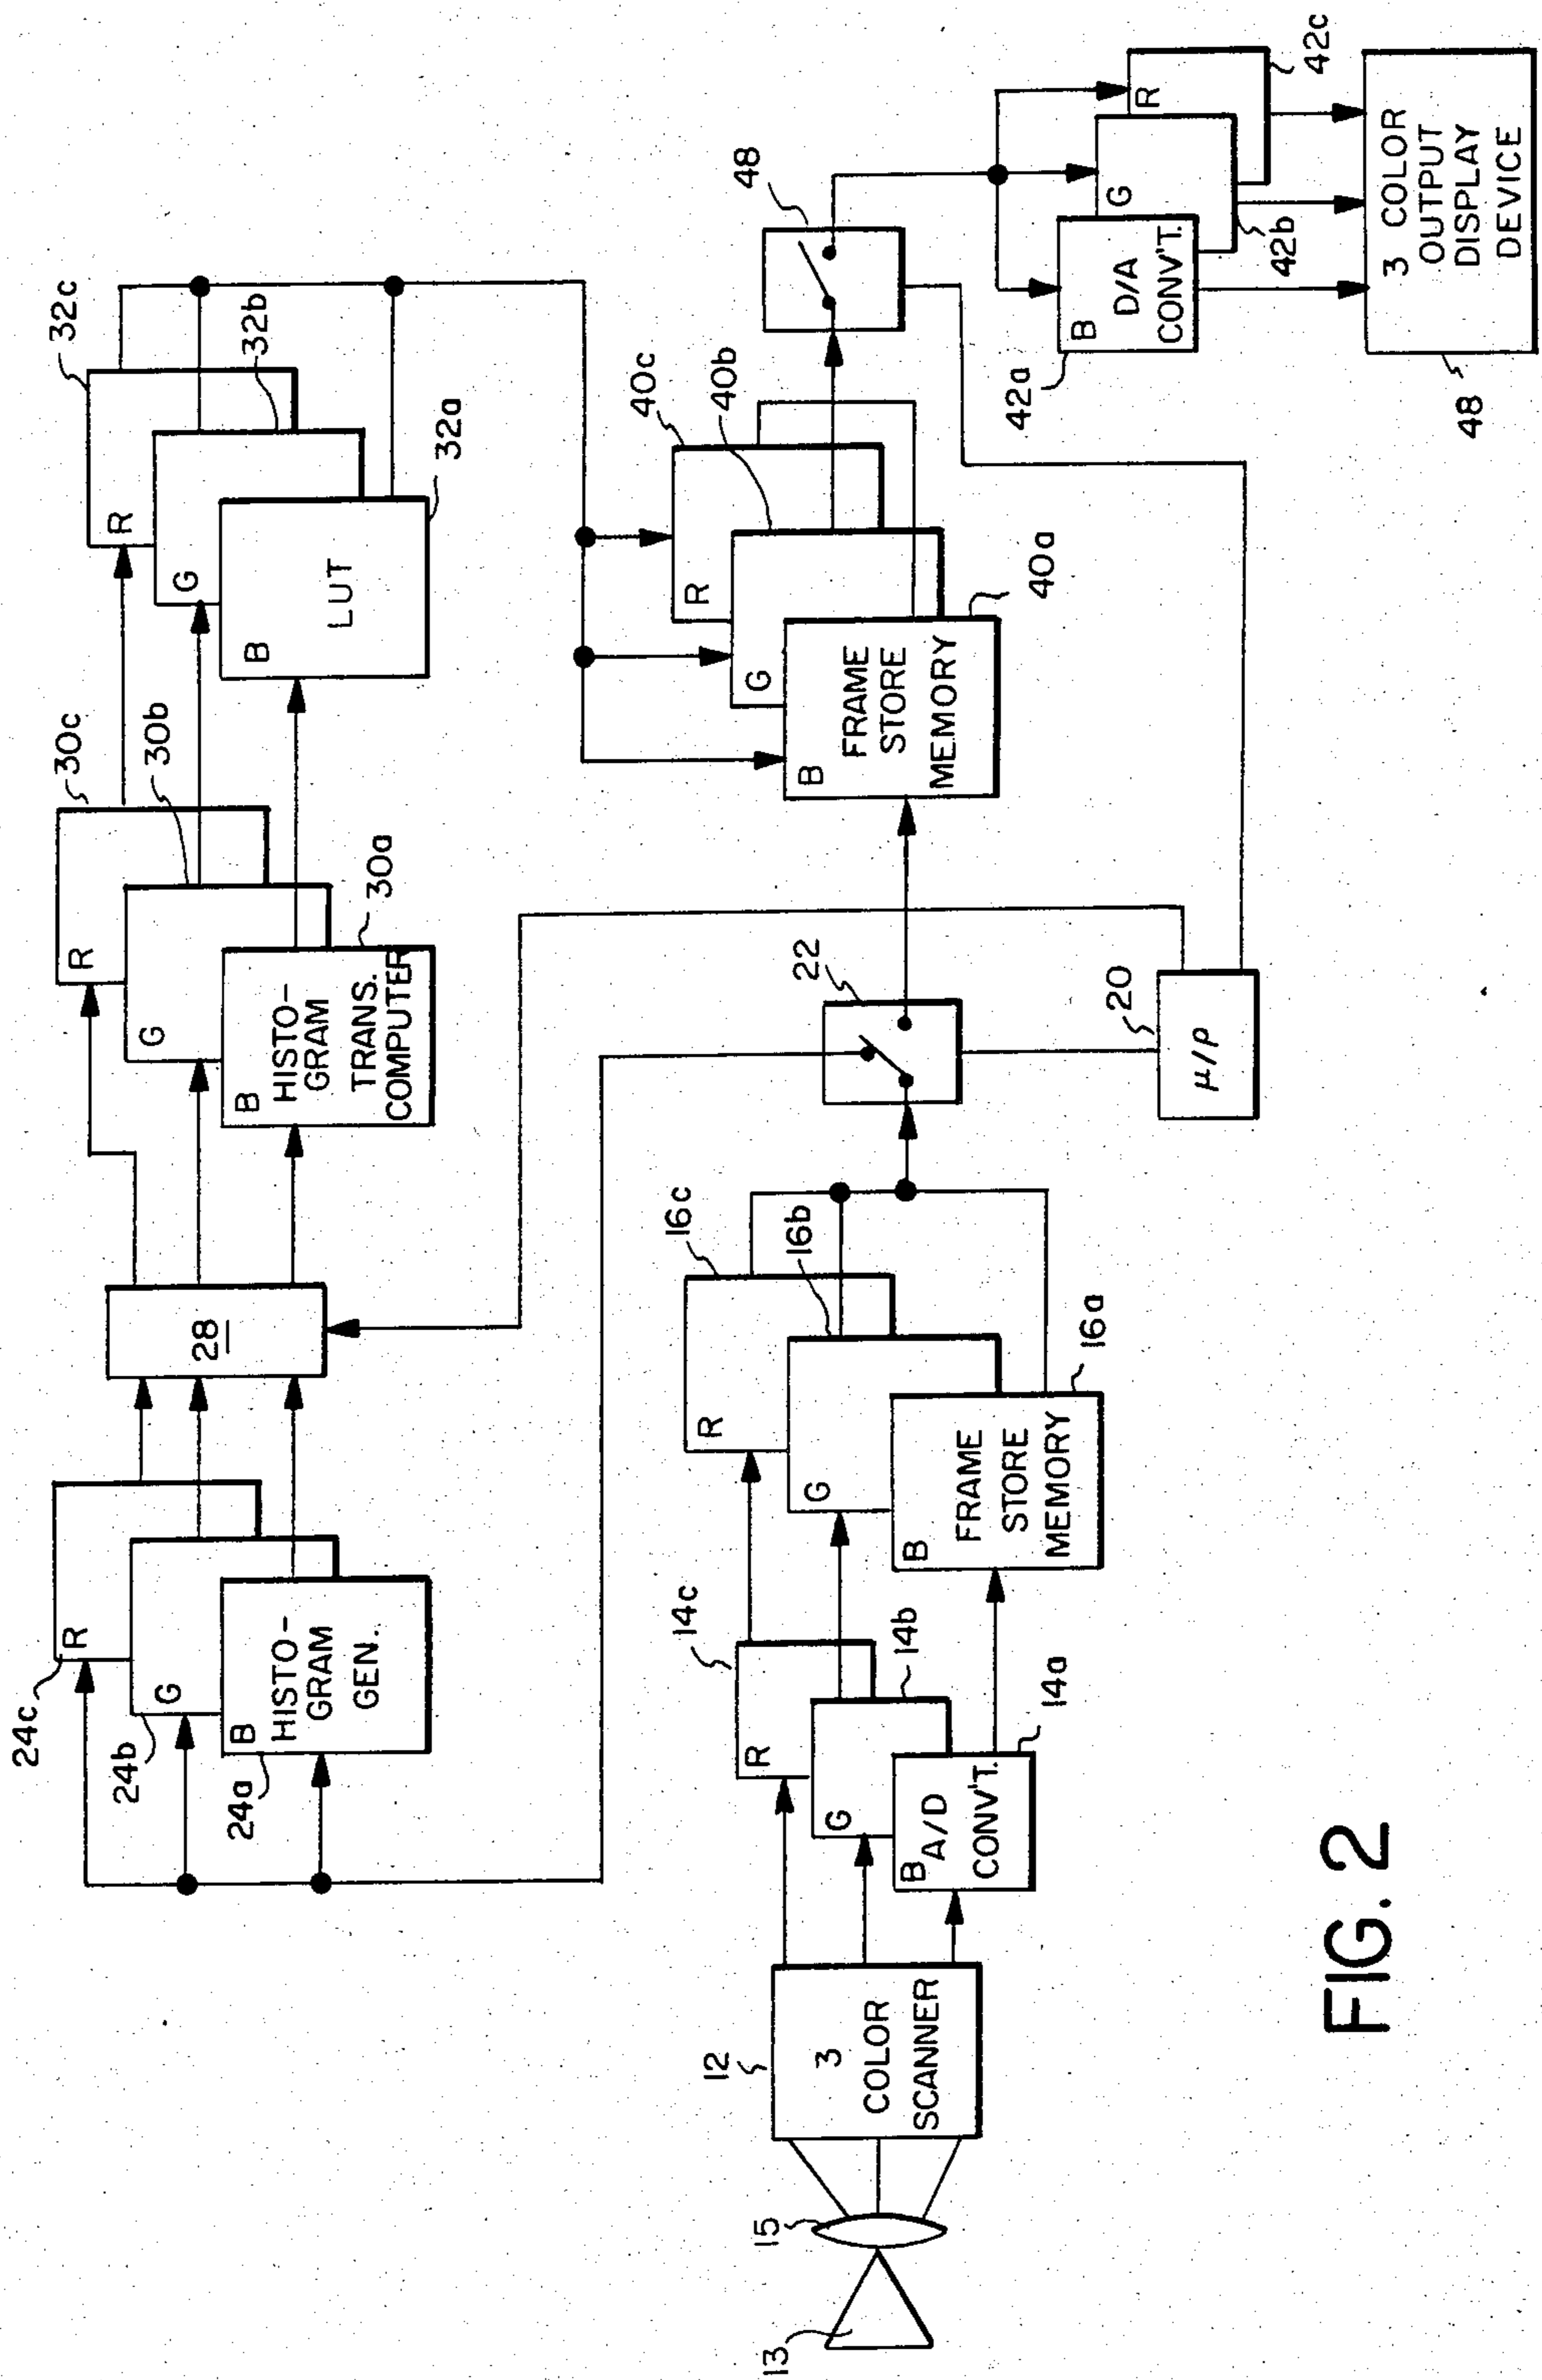 24c
R
24b
G
24a
B
HISTO-
GRAM
GEN.
28
30c
R
30b
G
B
HISTO-
GRAM
TRANS.
COMPUTER
30a
32c
R
32b
G
B
LUT
32a
13
15
12
3
COLOR
SCANNER
14c
R
14b
G
B
A/D
CONV'T.
14a
16c
R
16b
G
B
FRAME
STORE
MEMORY
16a
22
20
μ/p
40c
R
40b
G
B
FRAME
STORE
MEMORY
40a
48
R
42c
G
42b
B
D/A
CONV'T.
42a
3 COLOR
OUTPUT
DISPLAY
DEVICE
48
FIG. 2